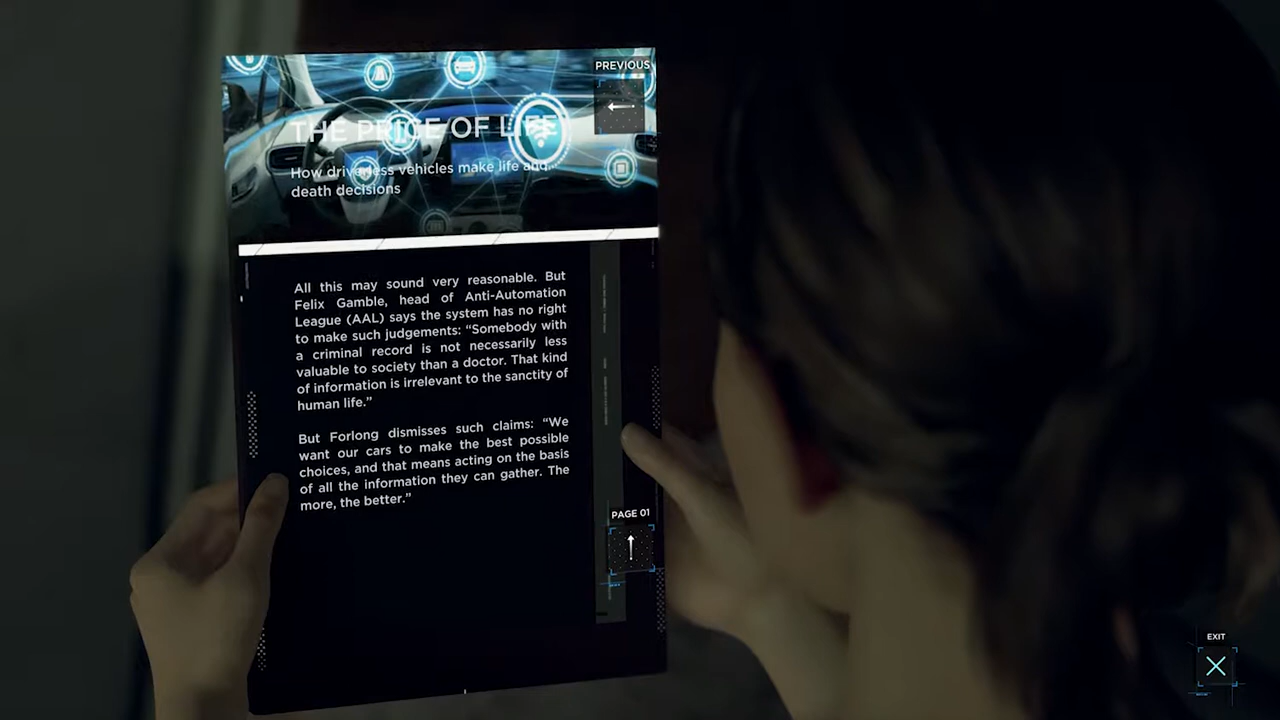 PREVIOUS
THE PRICE OF LIFE
How driverless vehicles make life and
death decisions
All this may sound very reasonable. But
Felix Gamble, head of Anti-Automation
League (AAL) says the system has no right
to make such judgements: “Somebody with
a criminal record is not necessarily less
valuable to society than a doctor. That kind
of information is irrelevant to the sanctity of
human life.”
But Forlong dismisses such claims: “We
want our cars to make the best possible
choices, and that means acting on the basis
of all the information they can gather. The
more, the better.”
PAGE 01
EXIT